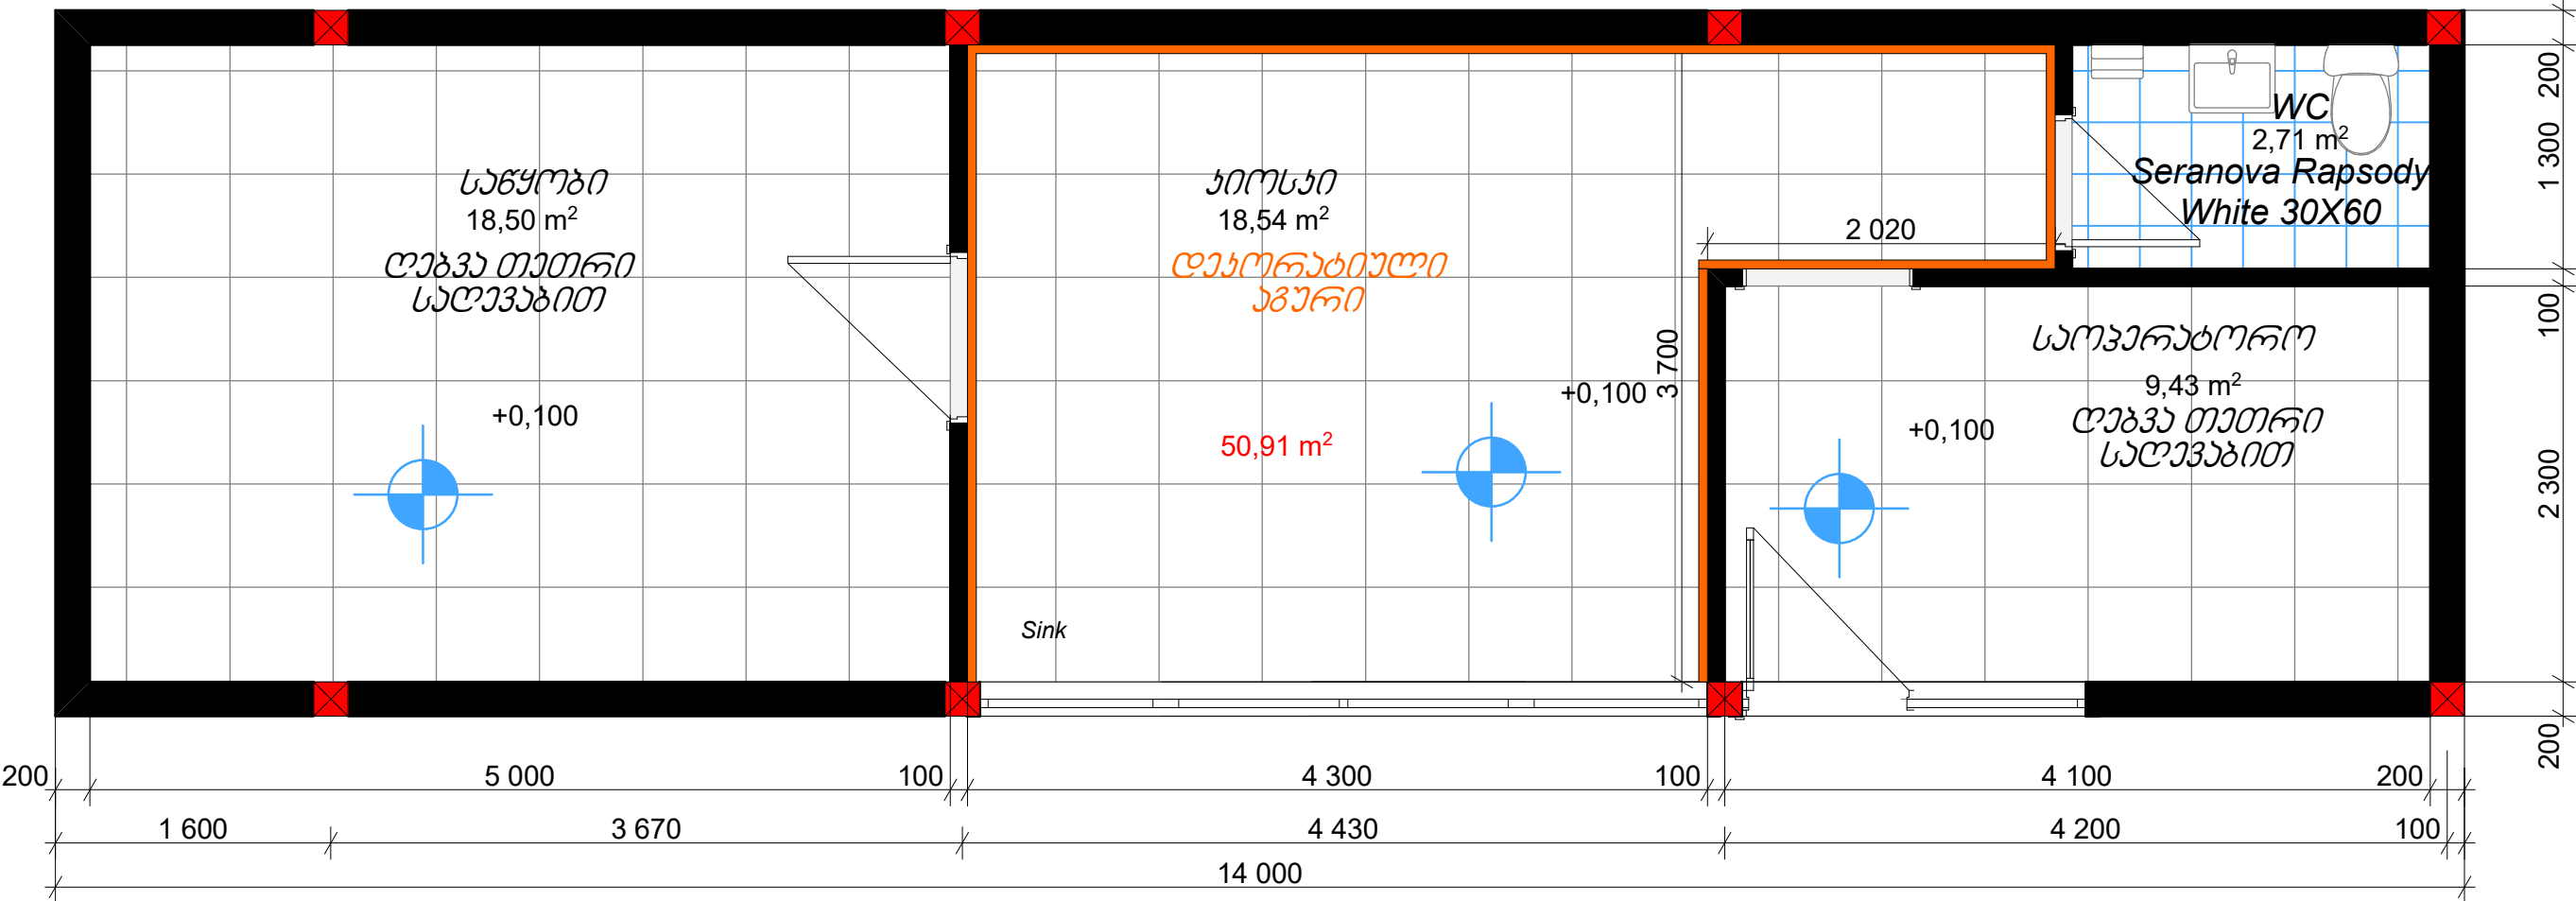 საწყობი
18,50 m²
ღებვა თეთრი
საღევაბით
+0,100
კიოსკი
18,54 m²
დეკორატიული
აგური
50,91 m²
+0,100
3 700
2 020
Sink
WC
2,71 m²
Seranova Rapsody
White 30X60
საოპერატორო
9,43 m²
ღებვა თეთრი
საღევაბით
+0,100
200
1 300
100
2 300
200
200
5 000
100
4 300
100
4 100
200
1 600
3 670
4 430
4 200
100
14 000